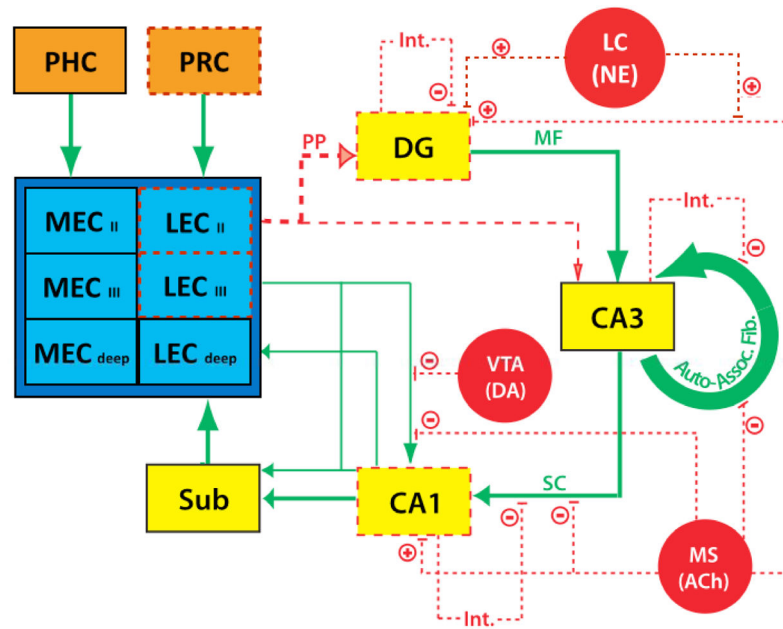 PHC
PRC
Int.
⊕
LC
(NE)
⊖
⊕
⊕
PP
DG
MF
MEC II
LEC II
Int.
⊖
MEC III
LEC III
CA3
MEC deep
LEC deep
VTA
(DA)
⊖
Auto-Assoc. Fib.
⊖
⊖
Sub
CA1
SC
⊖
⊖
⊕
MS
(ACh)
Int.